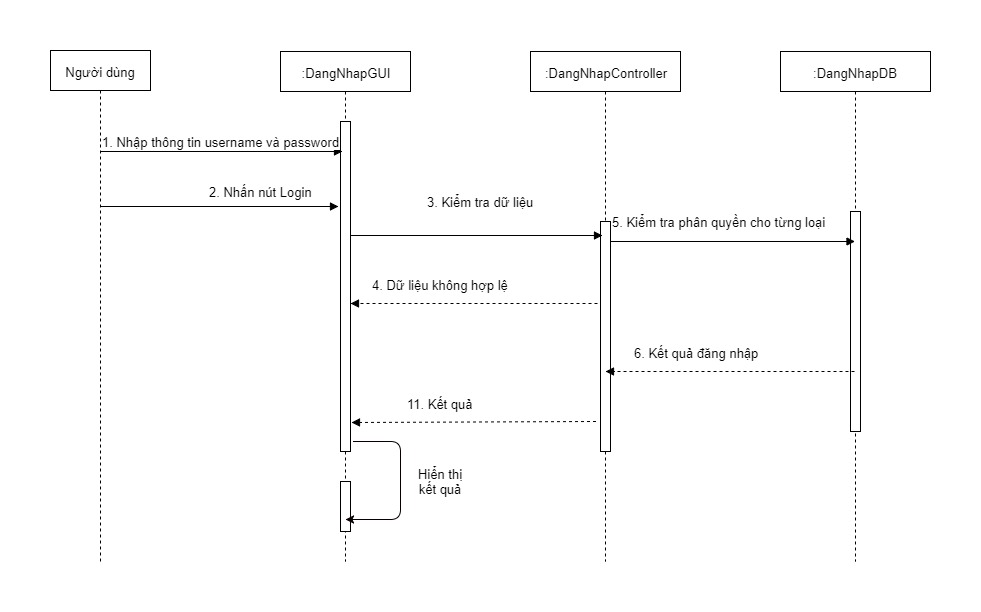 Người dùng
:DangNhapGUI
:DangNhapController
:DangNhapDB
1. Nhập thông tin username và password
2. Nhấn nút Login
3. Kiểm tra dữ liệu
5. Kiểm tra phân quyền cho từng loại
4. Dữ liệu không hợp lệ
6. Kết quả đăng nhập
11. Kết quả
Hiển thị
kết quả